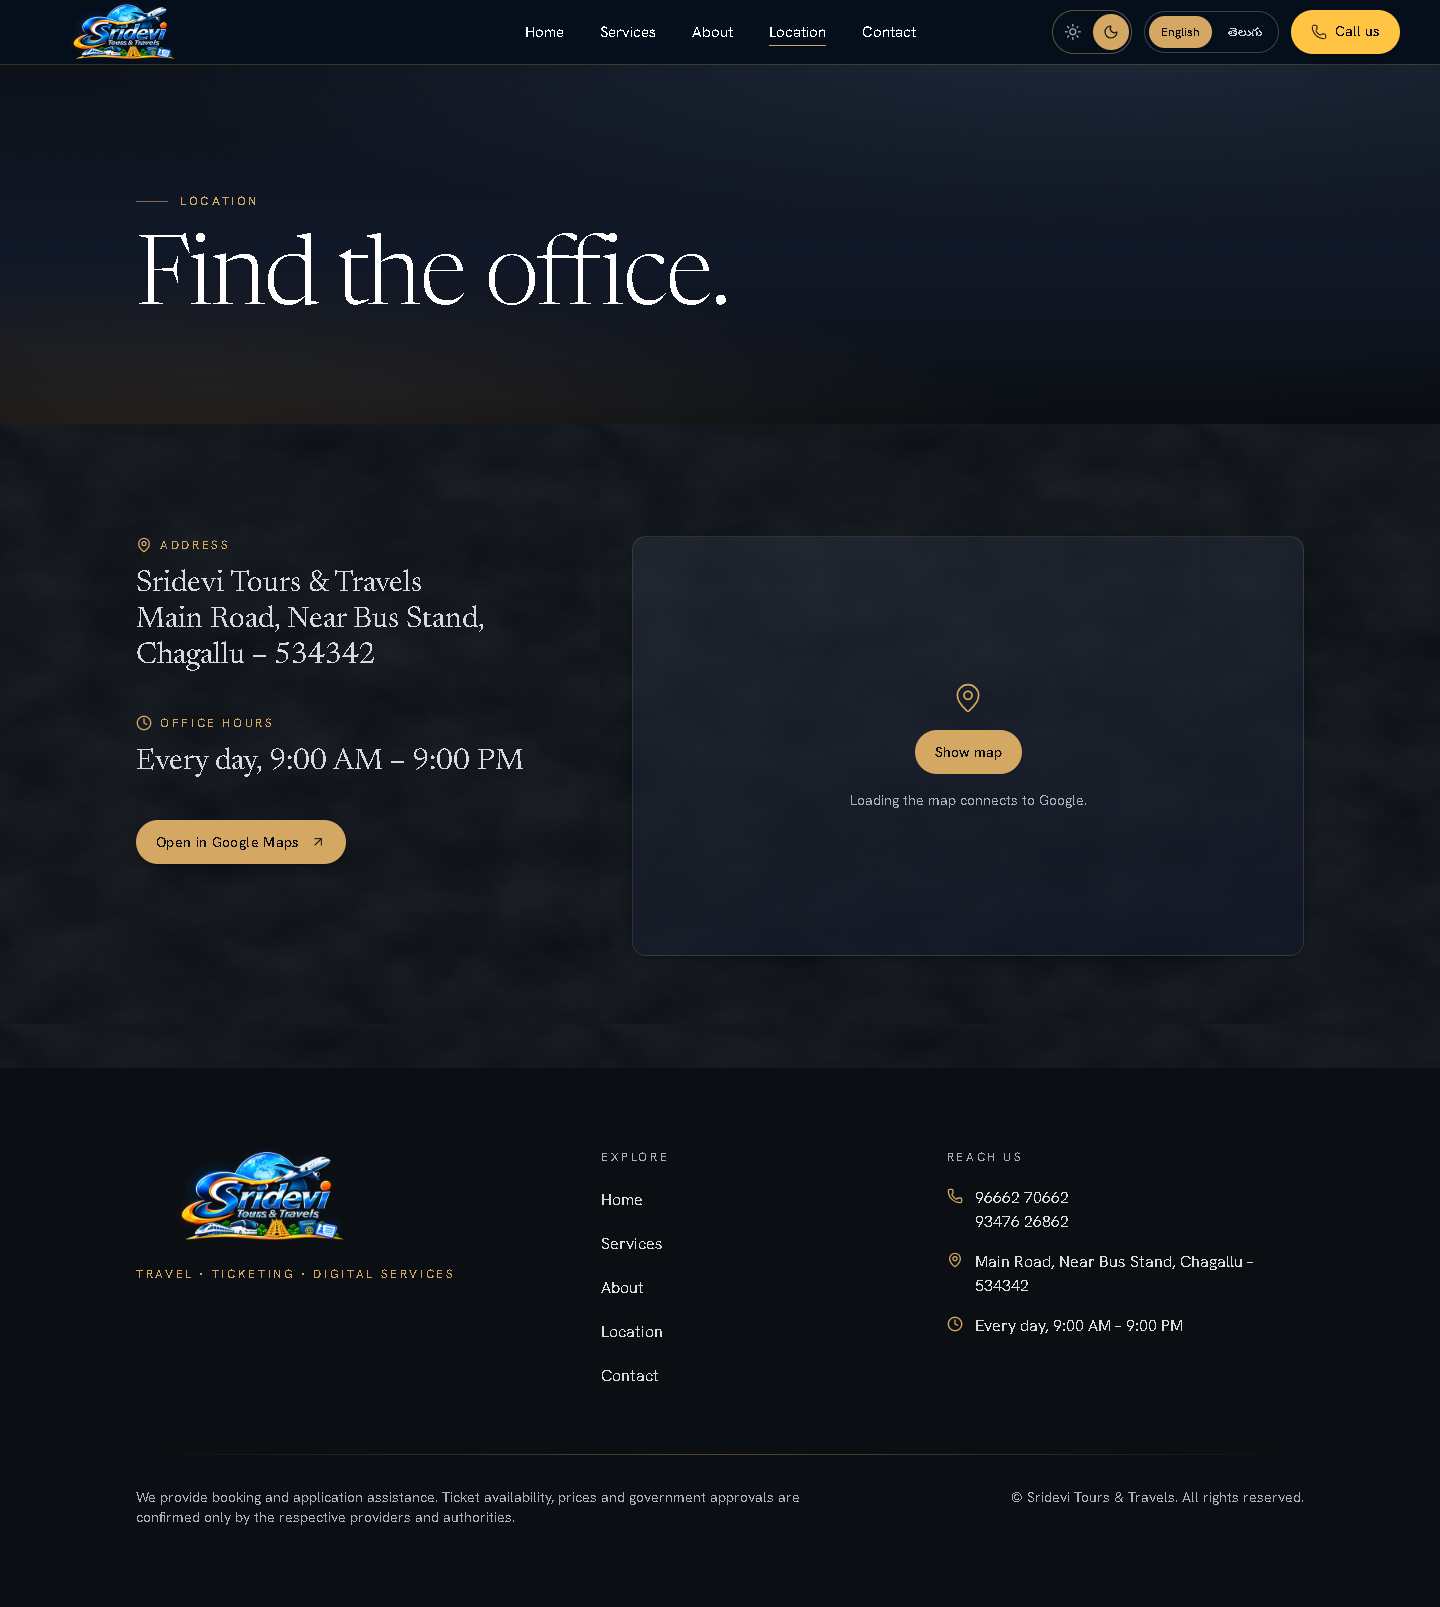 Sridevi
Tours & Travels
Home
Services
About
Location
Contact
English
తెలుగు
Call us
LOCATION
Find the office.
ADDRESS
Sridevi Tours & Travels
Main Road, Near Bus Stand,
Chagallu – 534342
OFFICE HOURS
Every day, 9:00 AM – 9:00 PM
Open in Google Maps
Show map
Loading the map connects to Google.
Sridevi
Tours & Travels
TRAVEL • TICKETING • DIGITAL SERVICES
EXPLORE
Home
Services
About
Location
Contact
REACH US
96662 70662
93476 26862
Main Road, Near Bus Stand, Chagallu –
534342
Every day, 9:00 AM – 9:00 PM
We provide booking and application assistance. Ticket availability, prices and government approvals are
confirmed only by the respective providers and authorities.
© Sridevi Tours & Travels. All rights reserved.